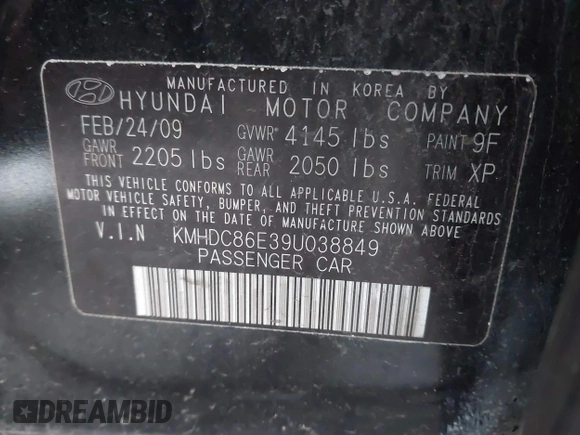 MANUFACTURED IN KOREA BY
HYUNDAI MOTOR COMPANY
FEB/24/09 GVWR 4145 lbs PAINT 9F
GAWR FRONT 2205 lbs GAWR REAR 2050 lbs TRIM XP
THIS VEHICLE CONFORMS TO ALL APPLICABLE U.S.A. FEDERAL
MOTOR VEHICLE SAFETY, BUMPER, AND THEFT PREVENTION STANDARDS
IN EFFECT ON THE DATE OF MANUFACTURE SHOWN ABOVE.
V.I.N KMHDC86E39U038849
PASSENGER CAR
DREAMBID